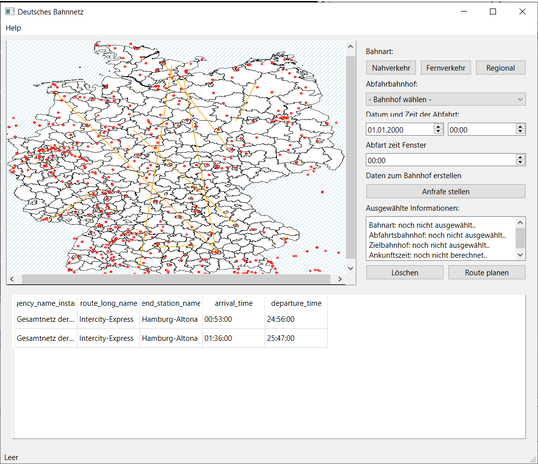 Deutsches Bahnnetz
Help
Bahnart:
Nahverkehr Fernverkehr Regional
Abfahrbahnhof:
- Bahnhof wählen -
Datum und Zeit der Abfahrt:
01.01.2000 00:00
Abfart zeit Fenster
00:00
Daten zum Bahnhof erstellen
Anfrage stellen
Ausgewählte Informationen:
Bahnart: noch nicht ausgewählt..
Abfahrtsbahnhof: noch nicht ausgewählt..
Zielbahnhof: noch nicht ausgewählt..
Ankunftszeit: noch nicht berechnet..
Löschen Route planen
jency_name_instal route_long_name end_station_name arrival_time departure_time
Gesamtnetz der... Intercity-Express Hamburg-Altona 00:53:00 24:56:00
Gesamtnetz der... Intercity-Express Hamburg-Altona 01:36:00 25:47:00
Leer